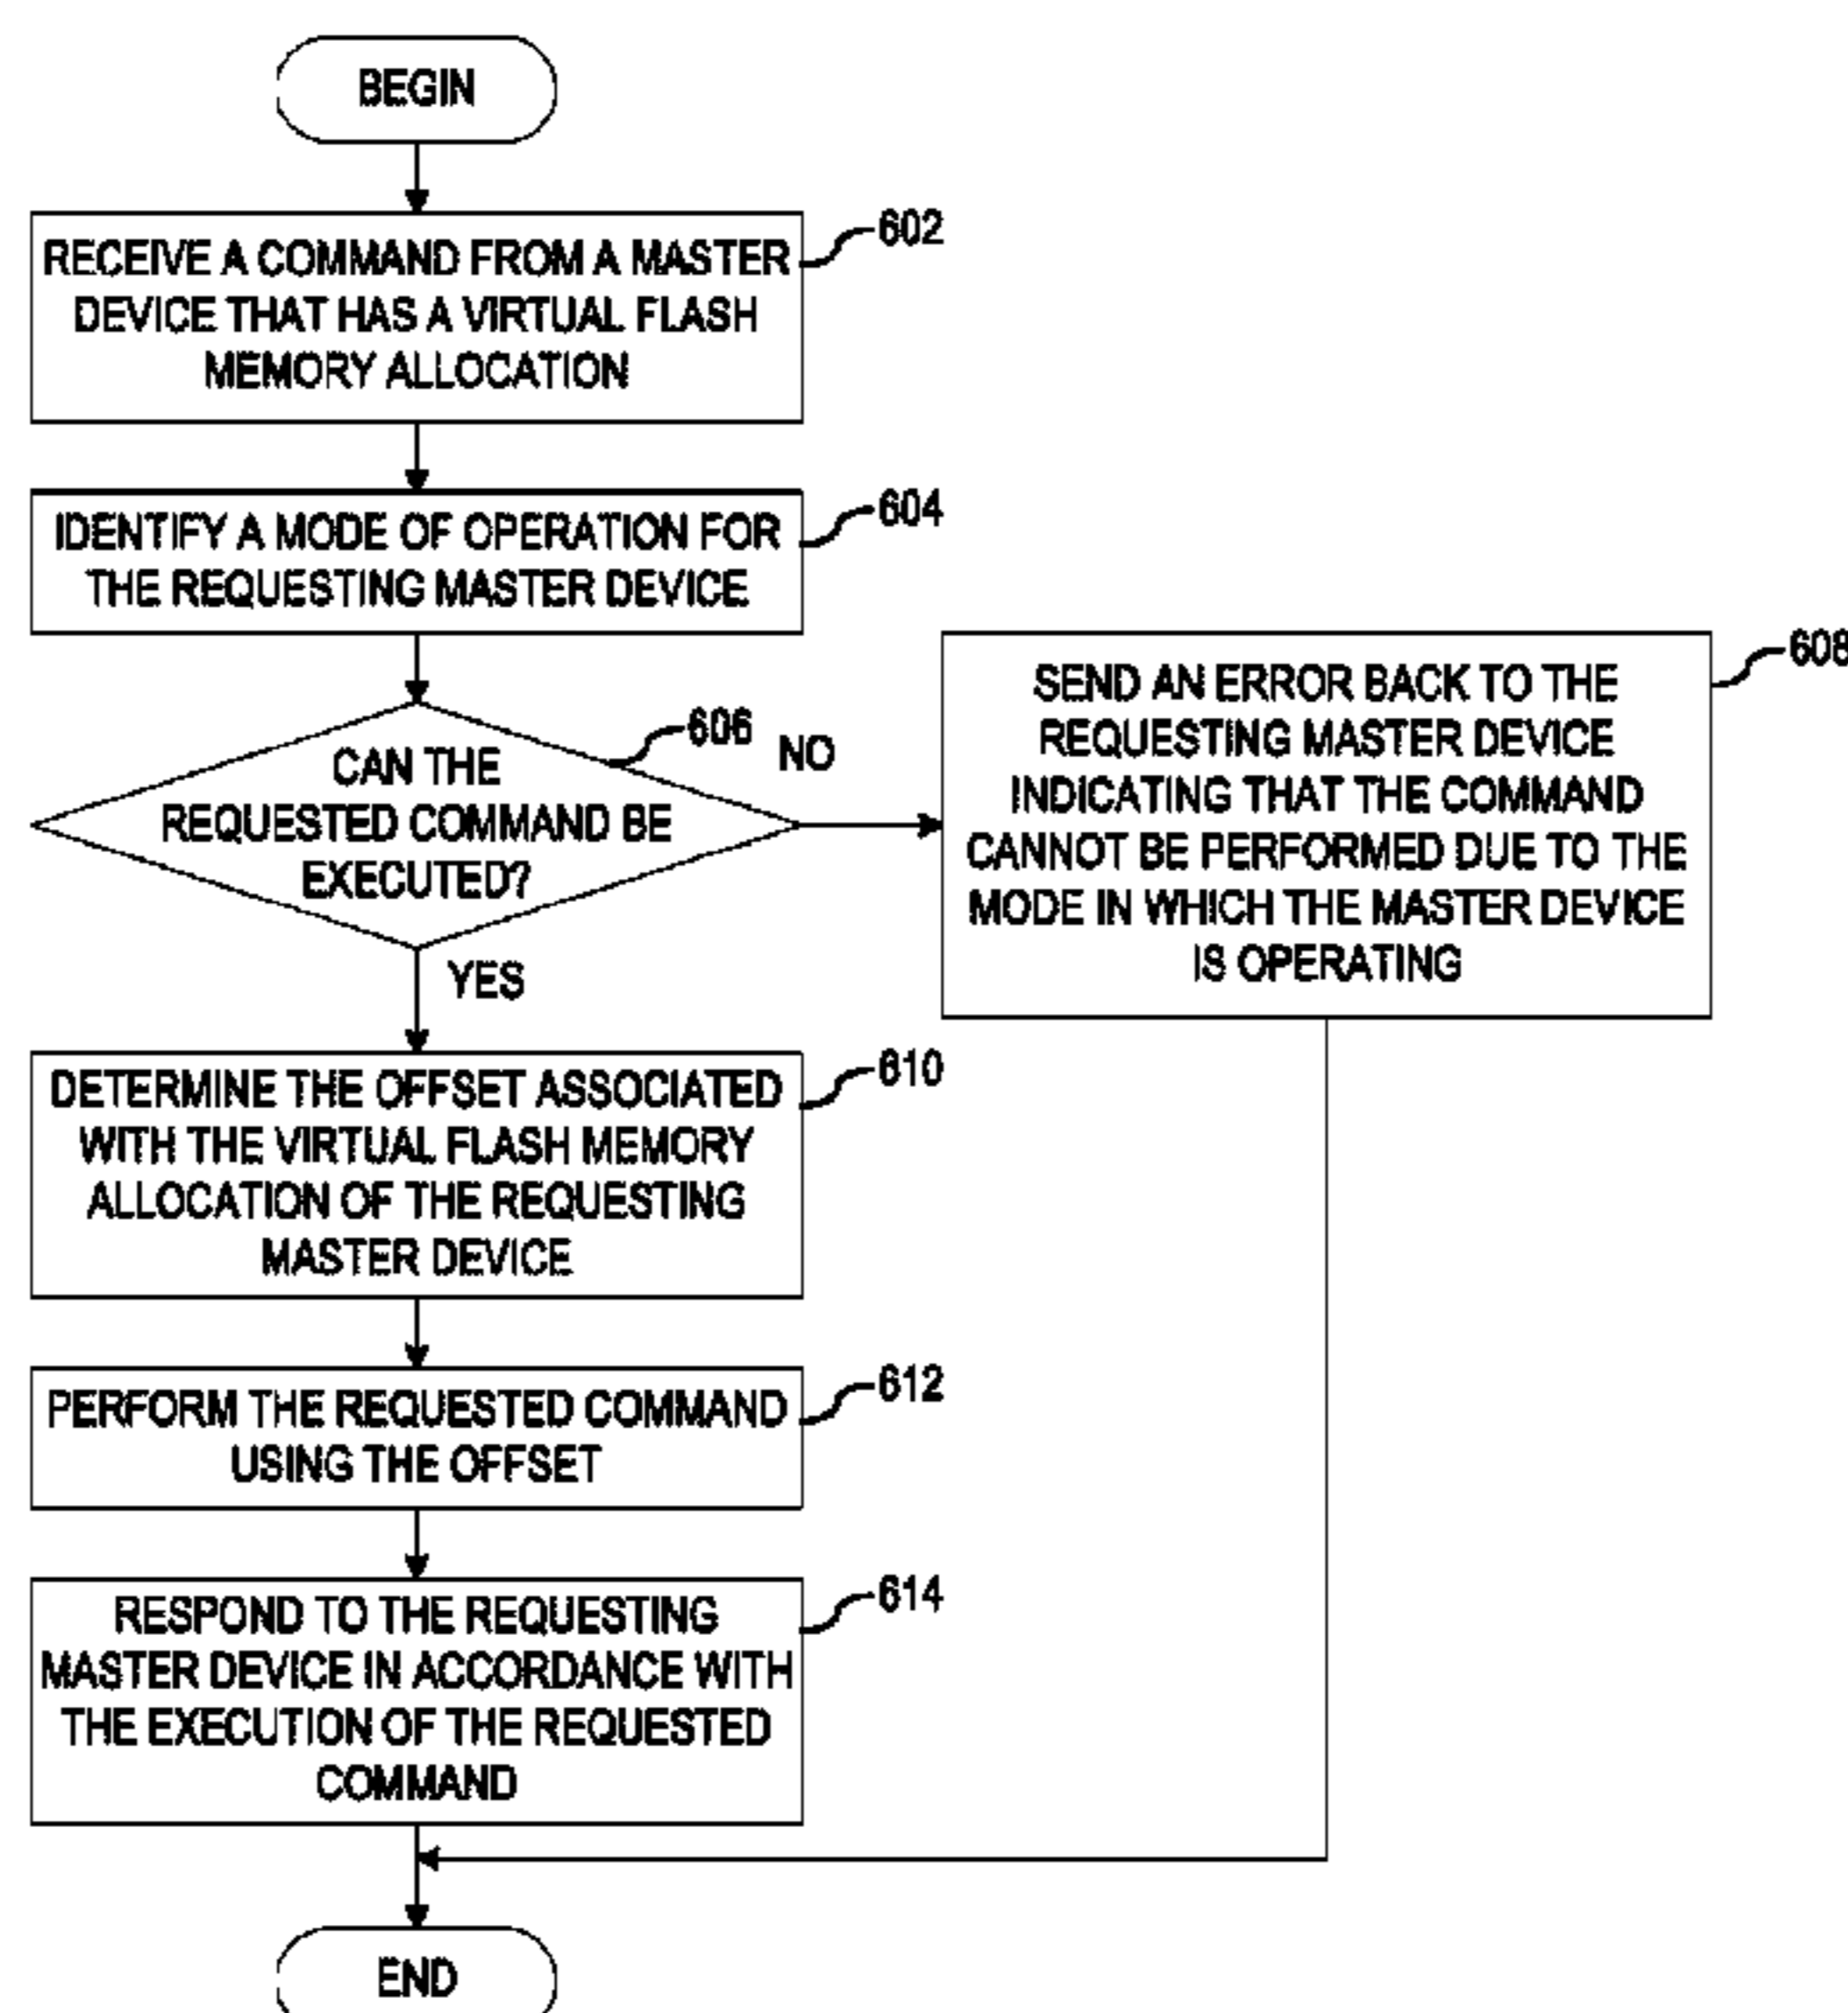 BEGIN
RECEIVE A COMMAND FROM A MASTER
DEVICE THAT HAS A VIRTUAL FLASH
MEMORY ALLOCATION
602
IDENTIFY A MODE OF OPERATION FOR
THE REQUESTING MASTER DEVICE
604
CAN THE
REQUESTED COMMAND BE
EXECUTED?
606
NO
SEND AN ERROR BACK TO THE
REQUESTING MASTER DEVICE
INDICATING THAT THE COMMAND
CANNOT BE PERFORMED DUE TO THE
MODE IN WHICH THE MASTER DEVICE
IS OPERATING
608
YES
DETERMINE THE OFFSET ASSOCIATED
WITH THE VIRTUAL FLASH MEMORY
ALLOCATION OF THE REQUESTING
MASTER DEVICE
610
PERFORM THE REQUESTED COMMAND
USING THE OFFSET
612
RESPOND TO THE REQUESTING
MASTER DEVICE IN ACCORDANCE WITH
THE EXECUTION OF THE REQUESTED
COMMAND
614
END